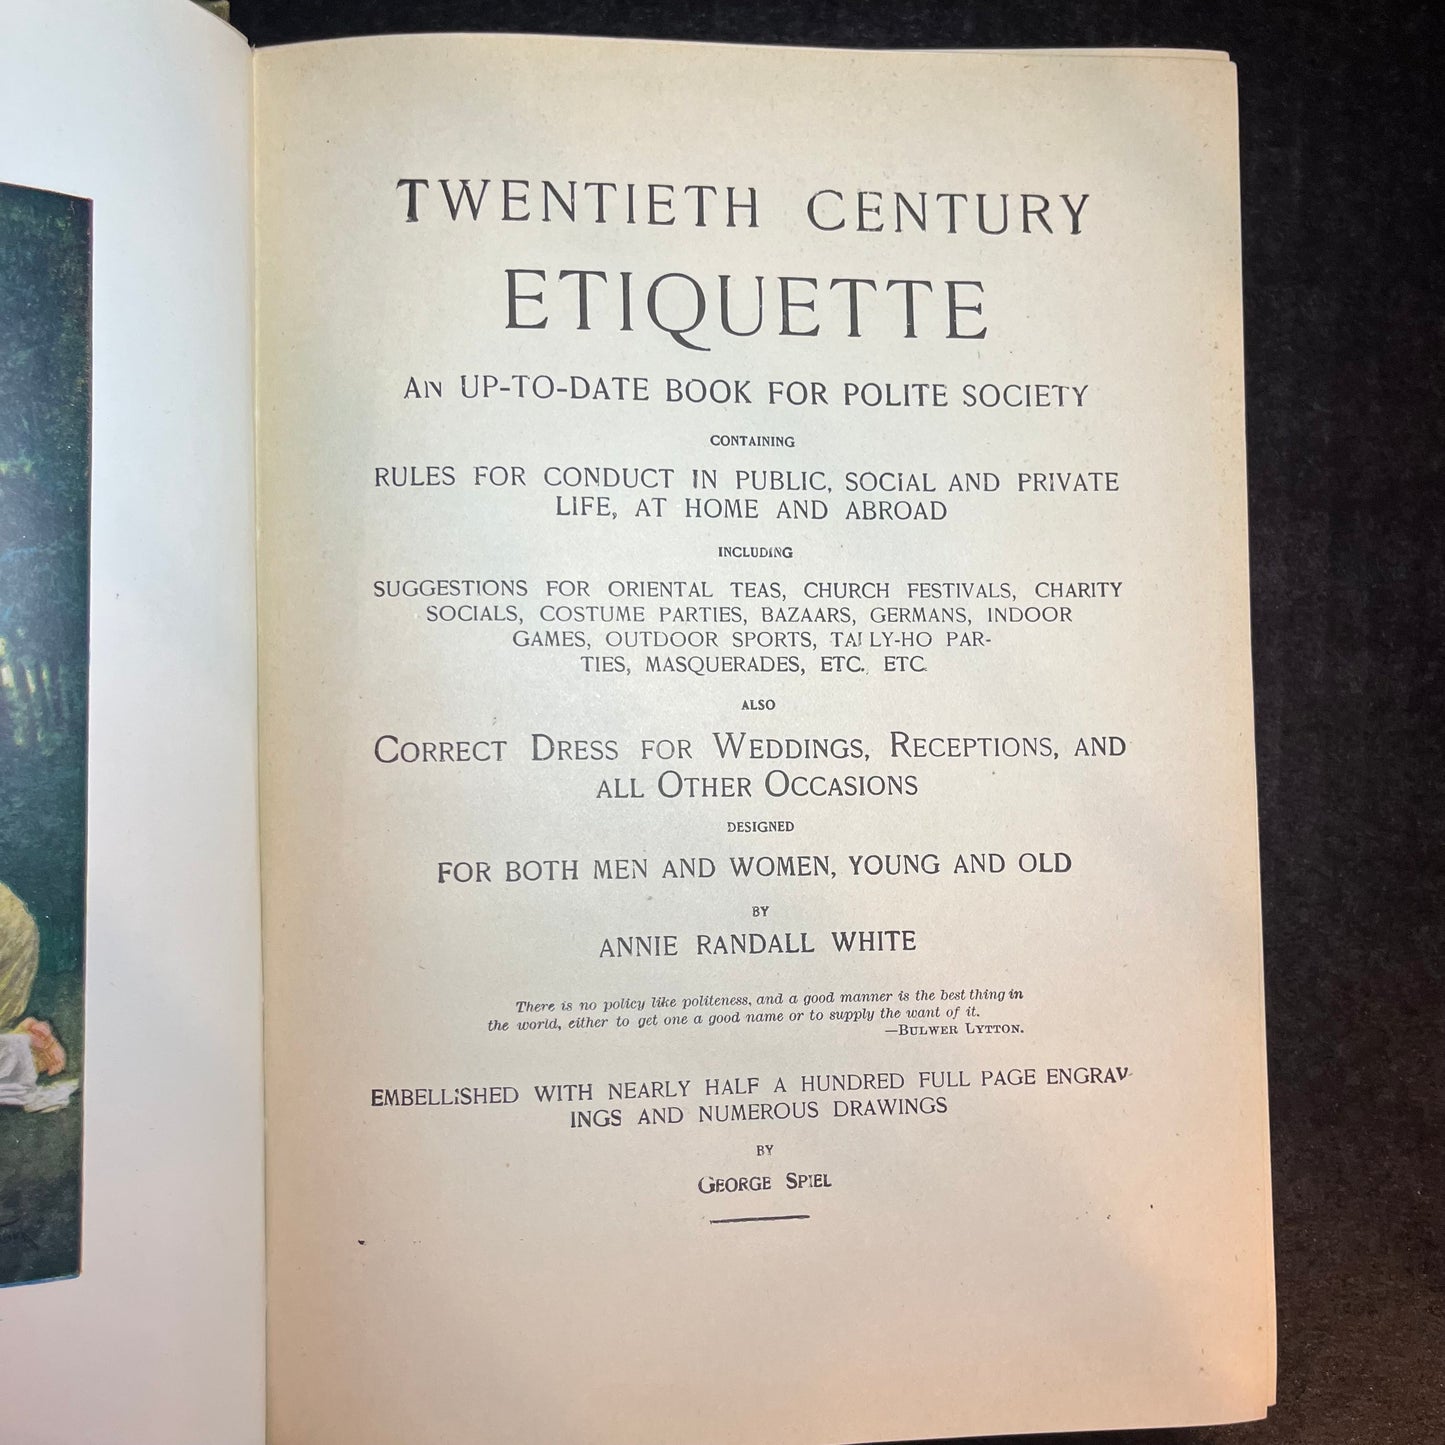 TWENTIETH CENTURY
ETIQUETTE
AN UP-TO-DATE BOOK FOR POLITE SOCIETY
CONTAINING
RULES FOR CONDUCT IN PUBLIC, SOCIAL AND PRIVATE
LIFE, AT HOME AND ABROAD
INCLUDING
SUGGESTIONS FOR ORIENTAL TEAS, CHURCH FESTIVALS, CHARITY
SOCIALS, COSTUME PARTIES, BAZAARS, GERMANS, INDOOR
GAMES, OUTDOOR SPORTS, TALLY-HO PAR-
TIES, MASQUERADES, ETC., ETC.
ALSO
CORRECT DRESS FOR WEDDINGS, RECEPTIONS, AND
ALL OTHER OCCASIONS
DESIGNED
FOR BOTH MEN AND WOMEN, YOUNG AND OLD
BY
ANNIE RANDALL WHITE
There is no policy like politeness, and a good manner is the best thing in
the world, either to get one a good name or to supply the want of it.
—BULWER LYTTON.
EMBELLISHED WITH NEARLY HALF A HUNDRED FULL PAGE ENGRAV-
INGS AND NUMEROUS DRAWINGS
BY
GEORGE SPIEL